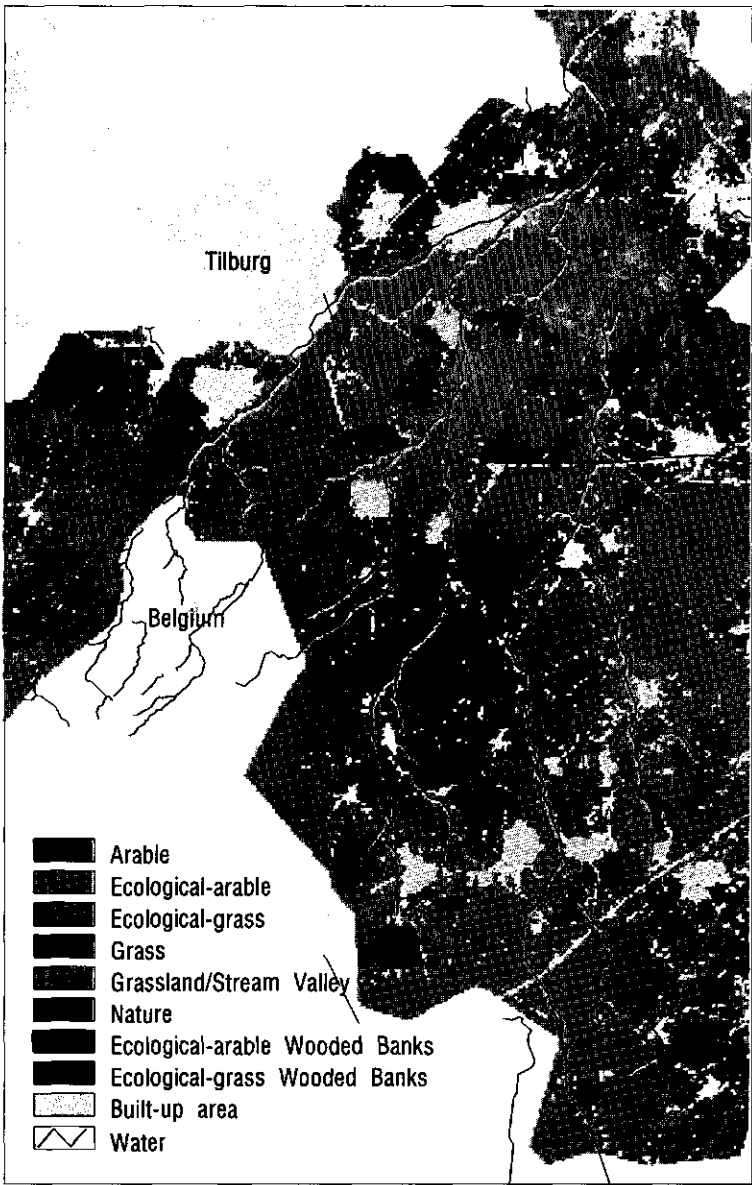 Tilburg
Belgium
Arable
Ecological-arable
Ecological-grass
Grass
Grassland/Stream Valley
Nature
Ecological-arable Wooded Banks
Ecological-grass Wooded Banks
Built-up area
Water